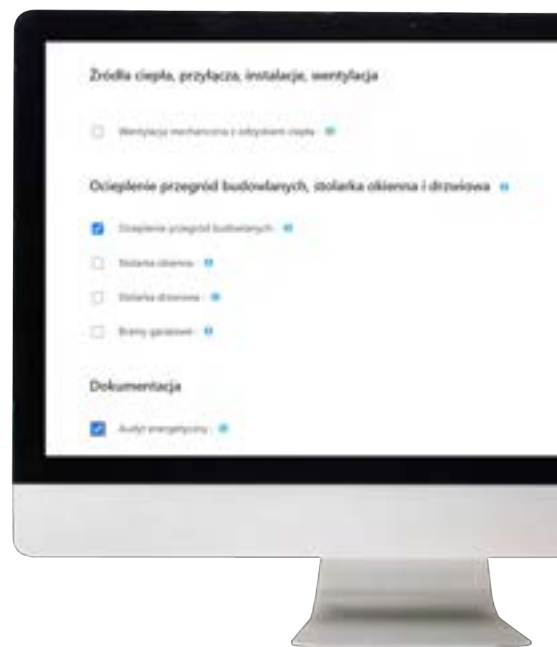 Źródła ciepła, przyłącza, instalacje, wentylacja
Wentylacja mechaniczna z odzyskiem ciepła
Ocieplenie przegród budowlanych, stolarka okienna i drzwiowa
Ocieplenie przegród budowlanych
Stolarka okienna
Stolarka drzwiowa
Bramy garażowe
Dokumentacja
Audyt energetyczny